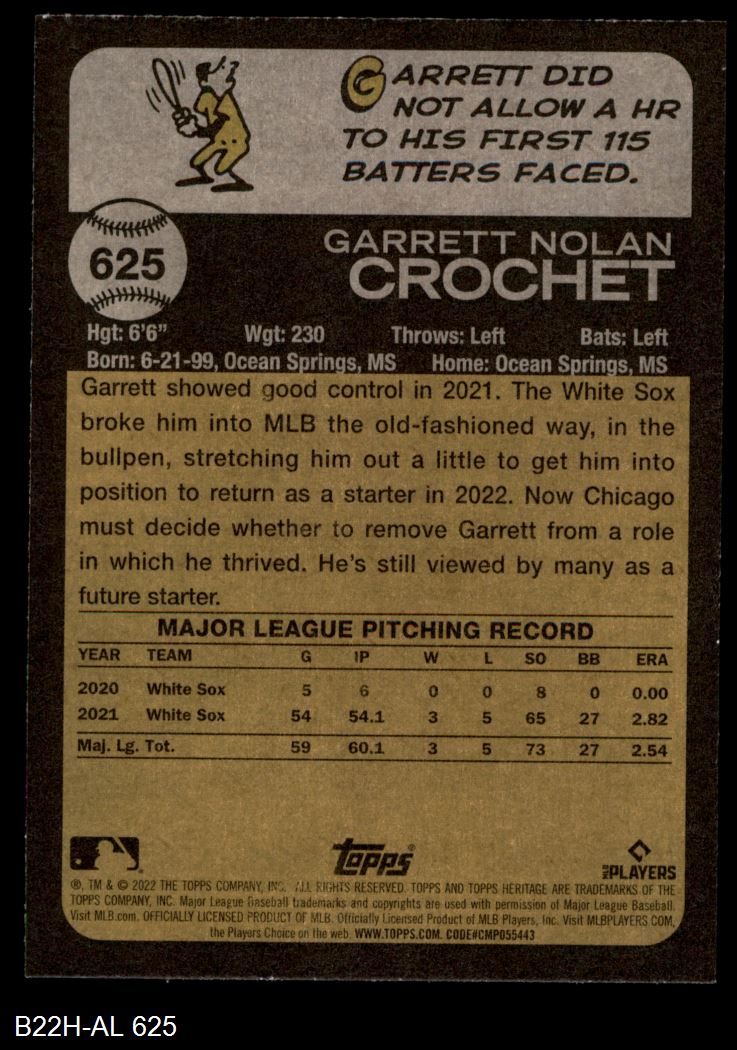 GARRETT DID
NOT ALLOW A HR
TO HIS FIRST 115
BATTERS FACED.
625
GARRETT NOLAN
CROCHET
Hgt: 6'6" Wgt: 230 Throws: Left Bats: Left
Born: 6-21-99, Ocean Springs, MS Home: Ocean Springs, MS
Garrett showed good control in 2021. The White Sox
broke him into MLB the old-fashioned way, in the
bullpen, stretching him out a little to get him into
position to return as a starter in 2022. Now Chicago
must decide whether to remove Garrett from a role
in which he thrived. He's still viewed by many as a
future starter.
MAJOR LEAGUE PITCHING RECORD
YEAR TEAM G IP W L SO BB ERA
2020 White Sox 5 6 0 0 8 0 0.00
2021 White Sox 54 54.1 3 5 65 27 2.82
Maj. Lg. Tot. 59 60.1 3 5 73 27 2.54
Topps
MLB PLAYERS
®, TM & © 2022 THE TOPPS COMPANY, INC. ALL RIGHTS RESERVED. TOPPS AND TOPPS HERITAGE ARE TRADEMARKS OF THE
TOPPS COMPANY, INC. Major League Baseball trademarks and copyrights are used with permission of Major League Baseball.
Visit MLB.com. OFFICIALLY LICENSED PRODUCT OF MLB. Officially Licensed Product of MLB Players, Inc. Visit MLBPLAYERS.COM,
the Players Choice on the web. WWW.TOPPS.COM. CODE#CMP055443
B22H-AL 625